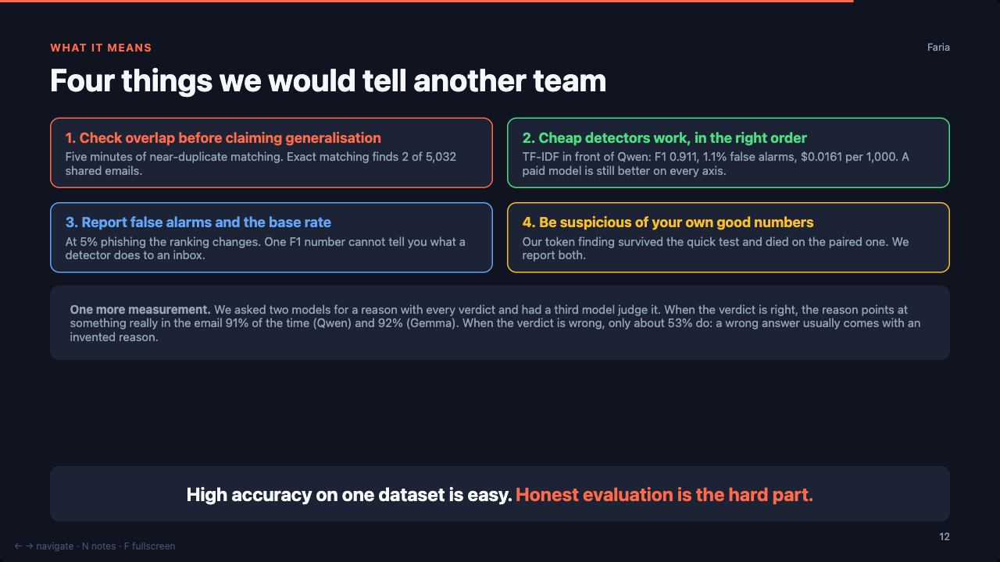 WHAT IT MEANS
Faria
Four things we would tell another team
1. Check overlap before claiming generalisation
Five minutes of near-duplicate matching. Exact matching finds 2 of 5,032
shared emails.
2. Cheap detectors work, in the right order
TF-IDF in front of Qwen: F1 0.911, 1.1% false alarms, $0.0161 per 1,000. A
paid model is still better on every axis.
3. Report false alarms and the base rate
At 5% phishing the ranking changes. One F1 number cannot tell you what a
detector does to an inbox.
4. Be suspicious of your own good numbers
Our token finding survived the quick test and died on the paired one. We
report both.
One more measurement. We asked two models for a reason with every verdict and had a third model judge it. When the verdict is right, the reason points at
something really in the email 91% of the time (Qwen) and 92% (Gemma). When the verdict is wrong, only about 53% do: a wrong answer usually comes with an
invented reason.
High accuracy on one dataset is easy. Honest evaluation is the hard part.
12
← → navigate · N notes · F fullscreen